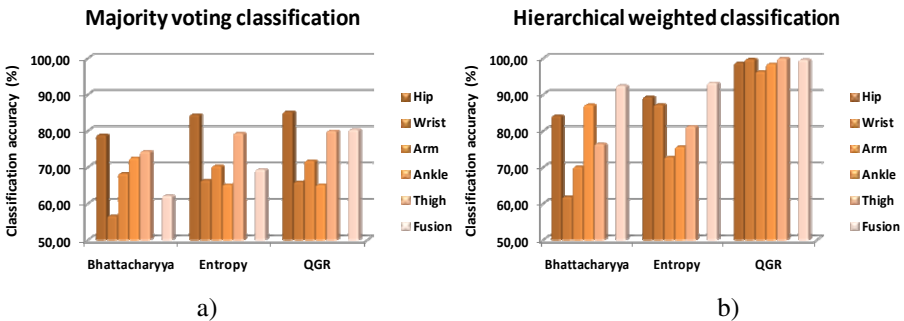 Majority voting classification
Classification accuracy (%)
100,00
90,00
80,00
70,00
60,00
50,00
Bhattacharyya
Entropy
QGR
Hip
Wrist
Arm
Ankle
Thigh
Fusion
a)
Hierarchical weighted classification
Classification accuracy (%)
100,00
90,00
80,00
70,00
60,00
50,00
Bhattacharyya
Entropy
QGR
Hip
Wrist
Arm
Ankle
Thigh
Fusion
b)